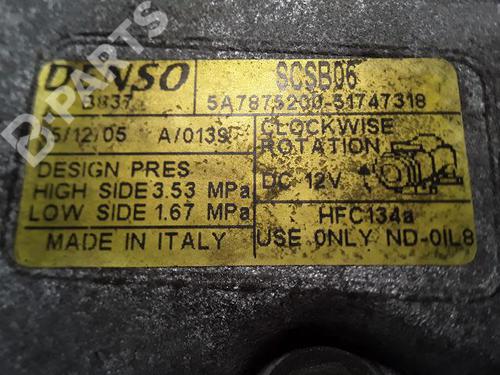 B-PARTS
DENSO SCSB06
3837 5A7875200-51747318
5/12/05 A/0139 CLOCKWISE
ROTATION
DESIGN PRES
HIGH SIDE 3.53 MPa DC 12V
LOW SIDE 1.67 MPa HFC134a
MADE IN ITALY USE ONLY ND-OIL8